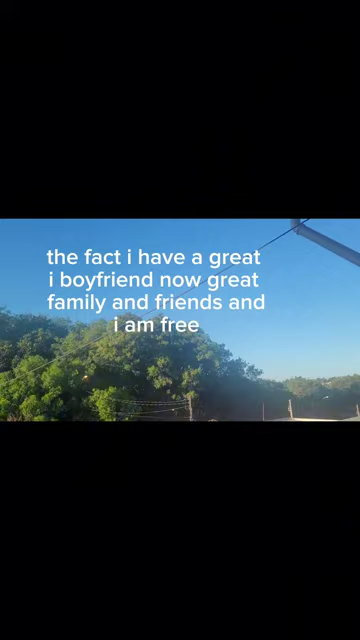 the fact i have a great
i boyfriend now great
family and friends and
i am free